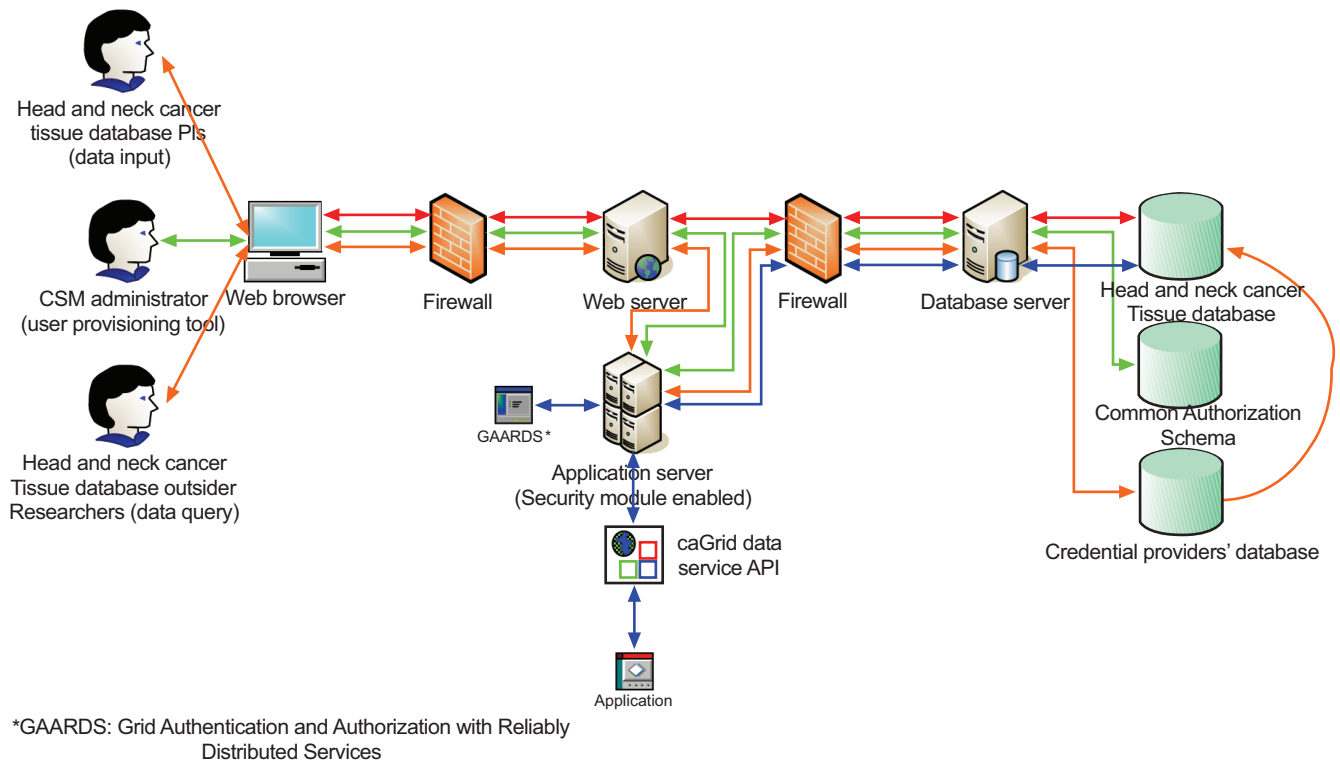 Head and neck cancer
tissue database PIs
(data input)
CSM administrator
(user provisioning tool)
Head and neck cancer
Tissue database outsider
Researchers (data query)
Web browser
Firewall
Web server
Firewall
Database server
Head and neck cancer
Tissue database
Common Authorization
Schema
Credential providers' database
GAARDS *
Application server
(Security module enabled)
caGrid data
service API
Application
*GAARDS: Grid Authentication and Authorization with Reliably
Distributed Services